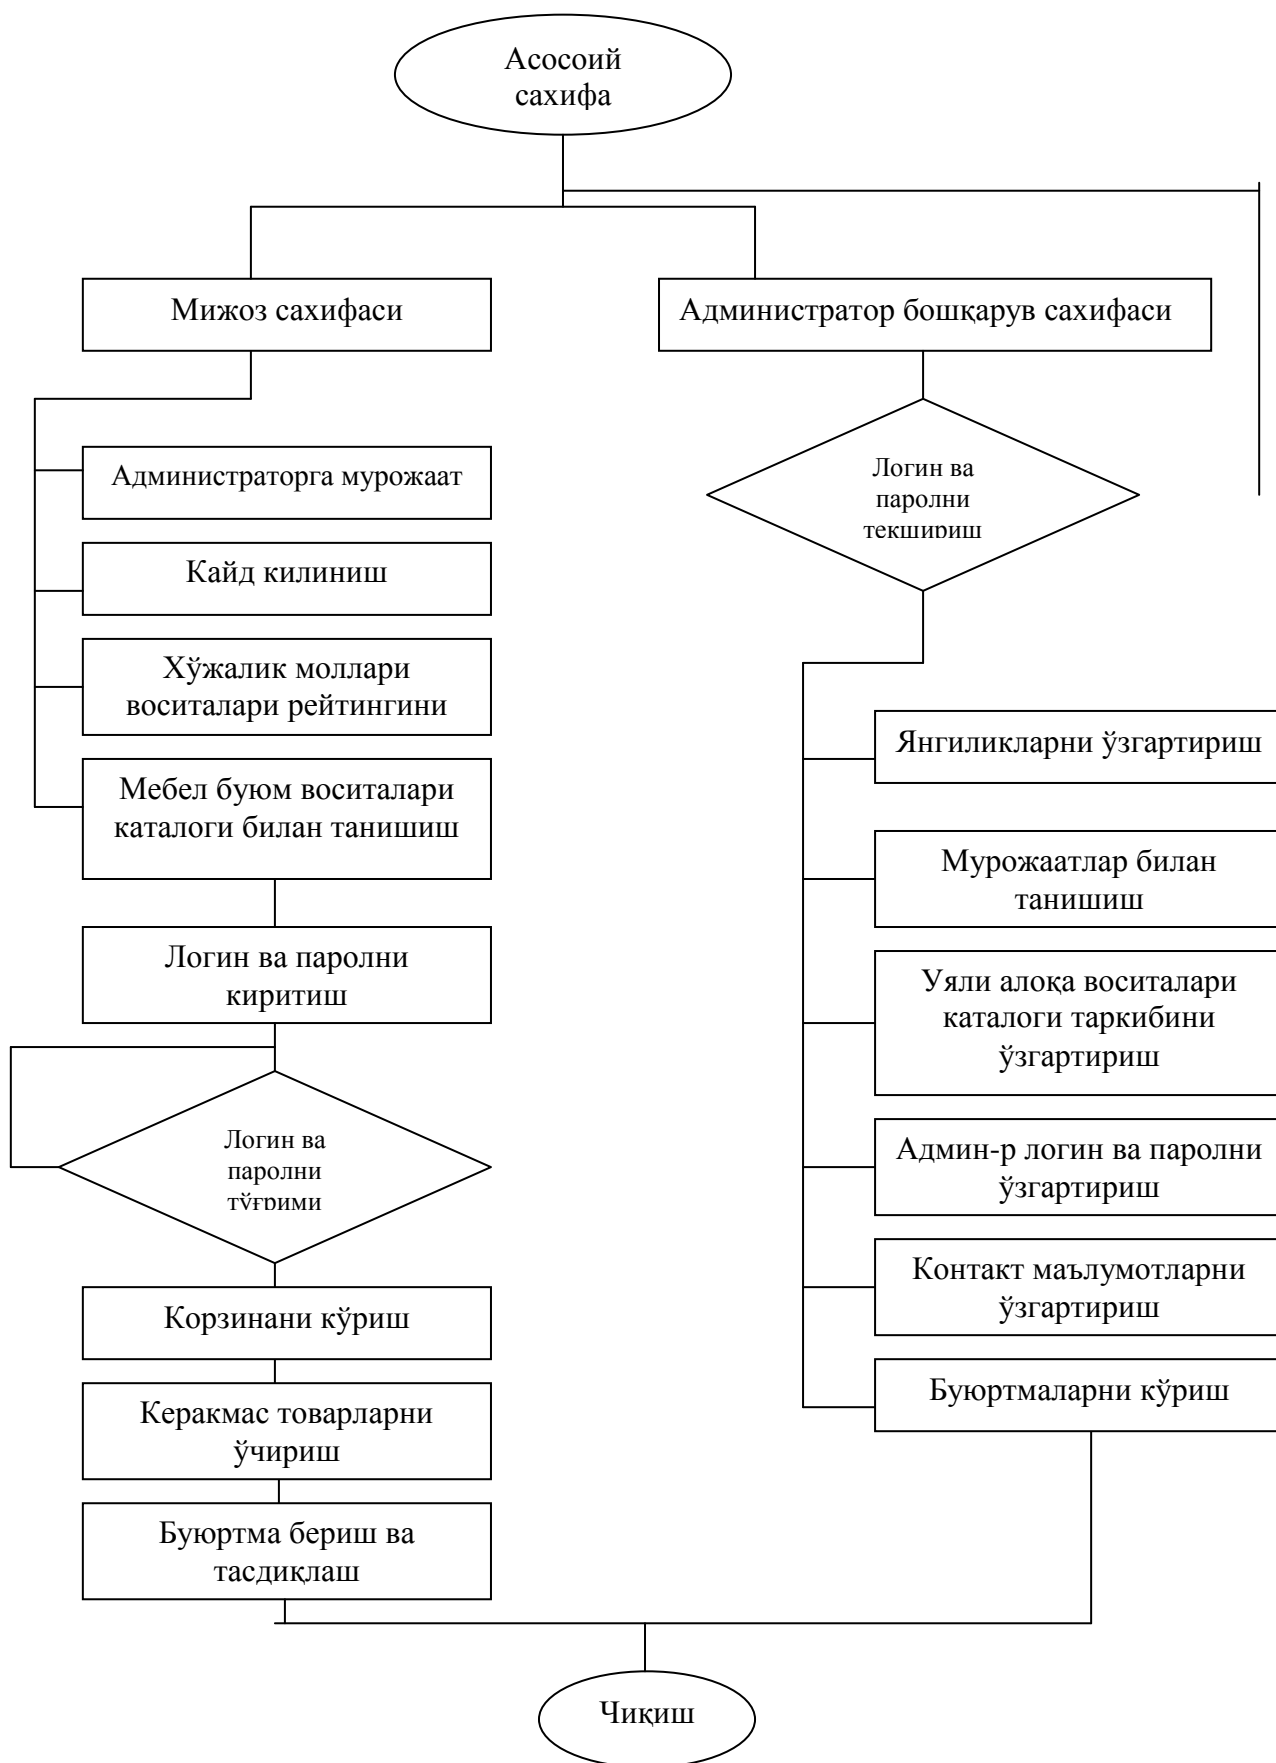 Асосоий
сахифа
Мижоз сахифаси
Администратор бошқарув сахифаси
Администраторга мурожаат
Кайд килиниш
Хўжалик моллари
воситалари рейтингини
Мебел буюм воситалари
каталоги билан танишиш
Логин ва паролни
киритиш
Логин ва
паролни
тўғрими
Корзинани кўриш
Керакмас товарларни
ўчириш
Буюртма бериш ва
тасдиқлаш
Логин ва
паролни
текшириш
Янгиликларни ўзгартириш
Мурожаатлар билан
танишиш
Уяли алоқа воситалари
каталоги таркибини
ўзгартириш
Админ-р логин ва паролни
ўзгартириш
Контакт маълумотларни
ўзгартириш
Буюртмаларни кўриш
Чиқиш